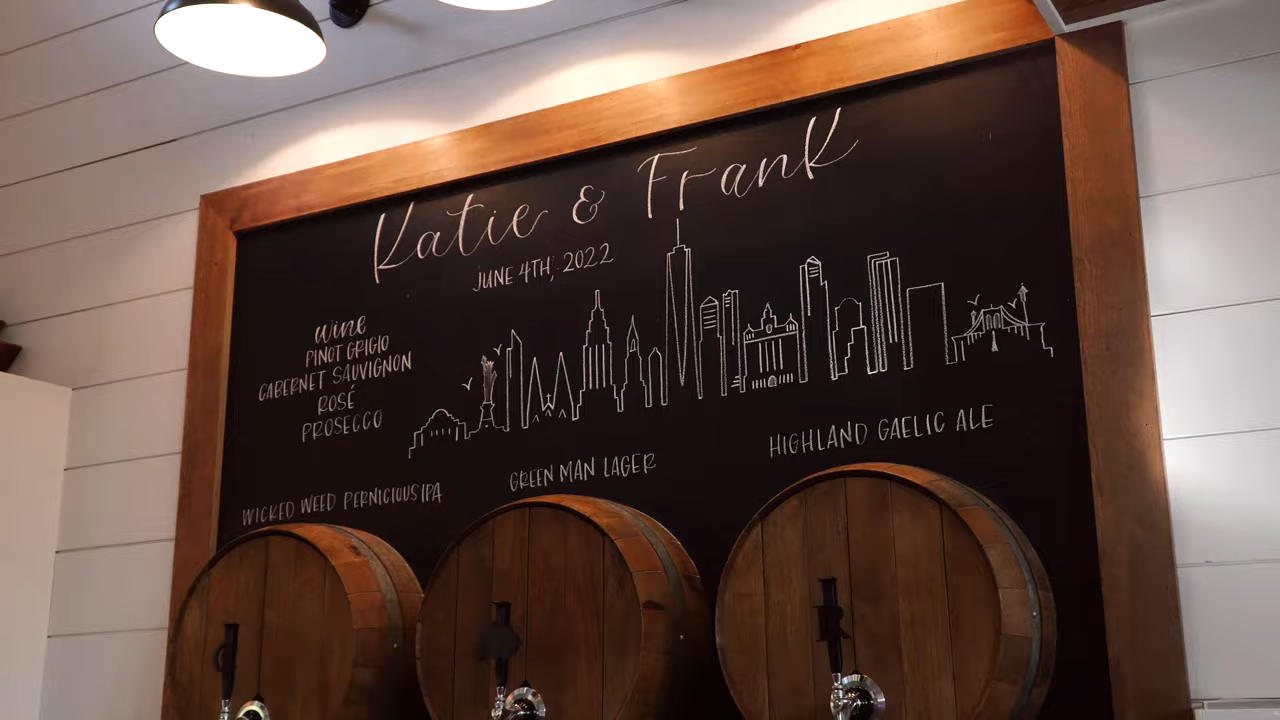 Katie & Frank
JUNE 4TH, 2022
wine
PINOT GRIGIO
CABERNET SAUVIGNON
ROSÉ
PROSECCO
WICKED WEED PERNICIOUS IPA
GREEN MAN LAGER
HIGHLAND GAELIC ALE